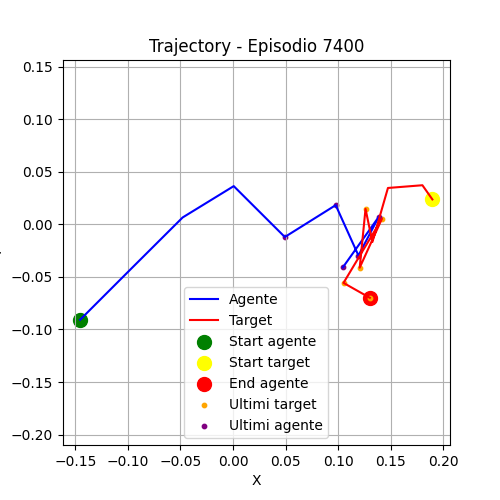 Trajectory - Episodio 7400
0.15
0.10
0.05
0.00
−0.05
−0.10
−0.15
−0.20
Agente
Target
Start agente
Start target
End agente
Ultimi target
Ultimi agente
−0.15 −0.10 −0.05 0.00 0.05 0.10 0.15 0.20
X